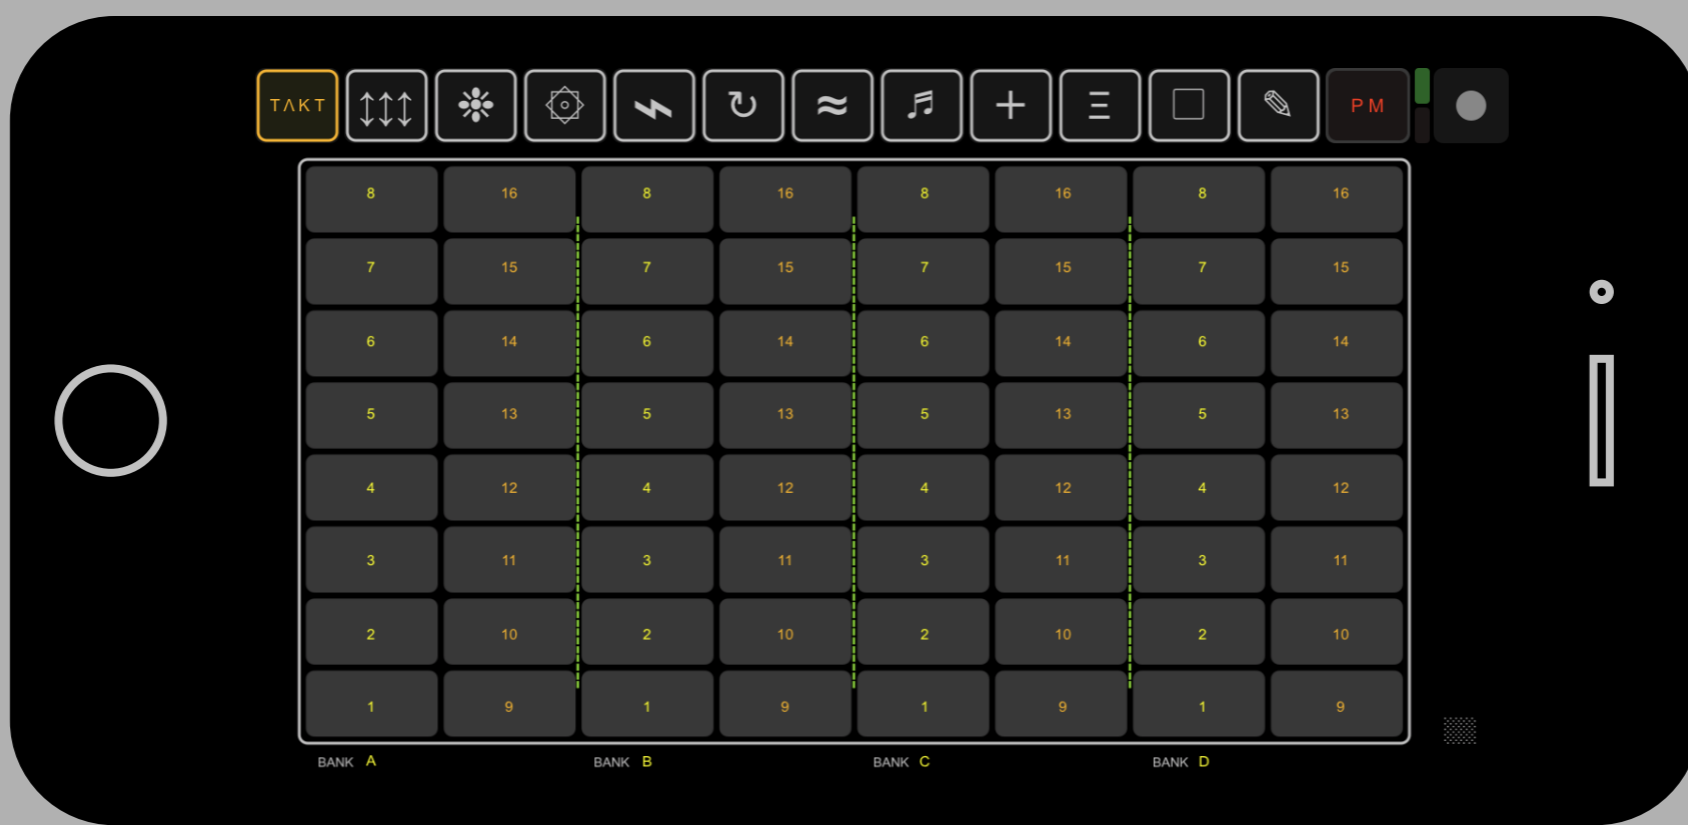 TΛKT PM
8 16 8 16 8 16 8 16
7 15 7 15 7 15 7 15
6 14 6 14 6 14 6 14
5 13 5 13 5 13 5 13
4 12 4 12 4 12 4 12
3 11 3 11 3 11 3 11
2 10 2 10 2 10 2 10
1 9 1 9 1 9 1 9
BANK A BANK B BANK C BANK D